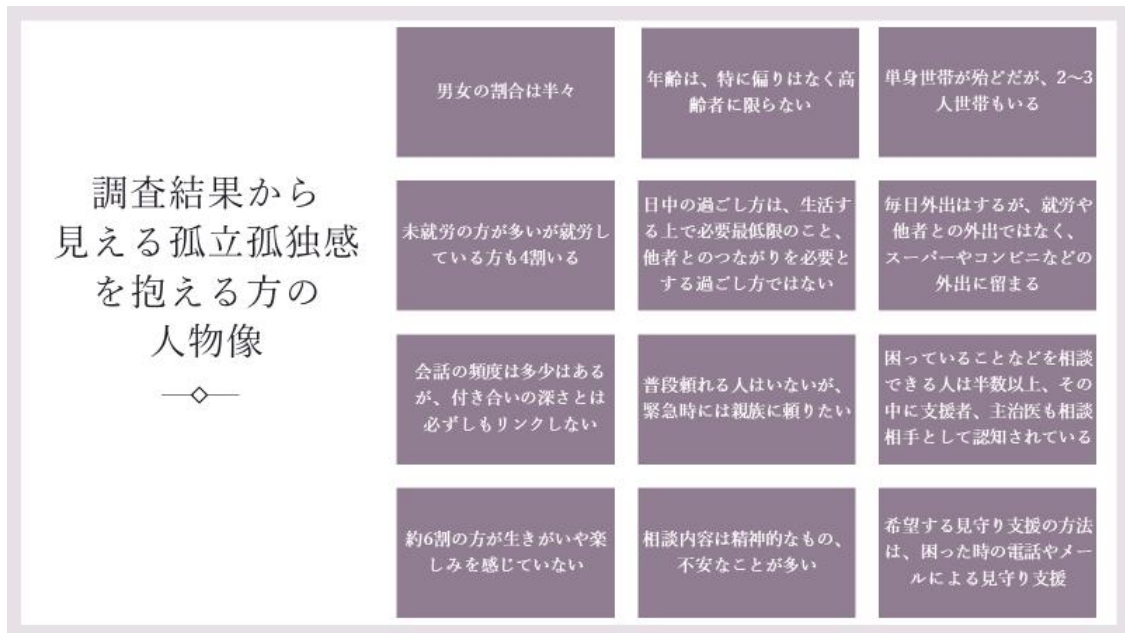 調査結果から
見える孤立孤独感
を抱える方の
人物像
男女の割合は半々
年齢は、特に偏りはなく高
齢者に限らない
単身世帯が殆どだが、2〜3
人世帯もいる
未就労の方が多いが就労し
ている方も4割いる
日中の過ごし方は、生活す
る上で必要最低限のこと、
他者とのつながりを必要と
する過ごし方ではない
毎日外出はするが、就労や
他者との外出ではなく、
スーパーやコンビニなどの
外出に留まる
会話の頻度は多少はある
が、付き合いの深さとは
必ずしもリンクしない
普段頼れる人はいないが、
緊急時には親族に頼りたい
困っていることなどを相談
できる人は半数以上、その
中に支援者、主治医も相談
相手として認知されている
約6割の方が生きがいや楽
しみを感じていない
相談内容は精神的なもの、
不安なことが多い
希望する見守り支援の方法
は、困った時の電話やメー
ルによる見守り支援